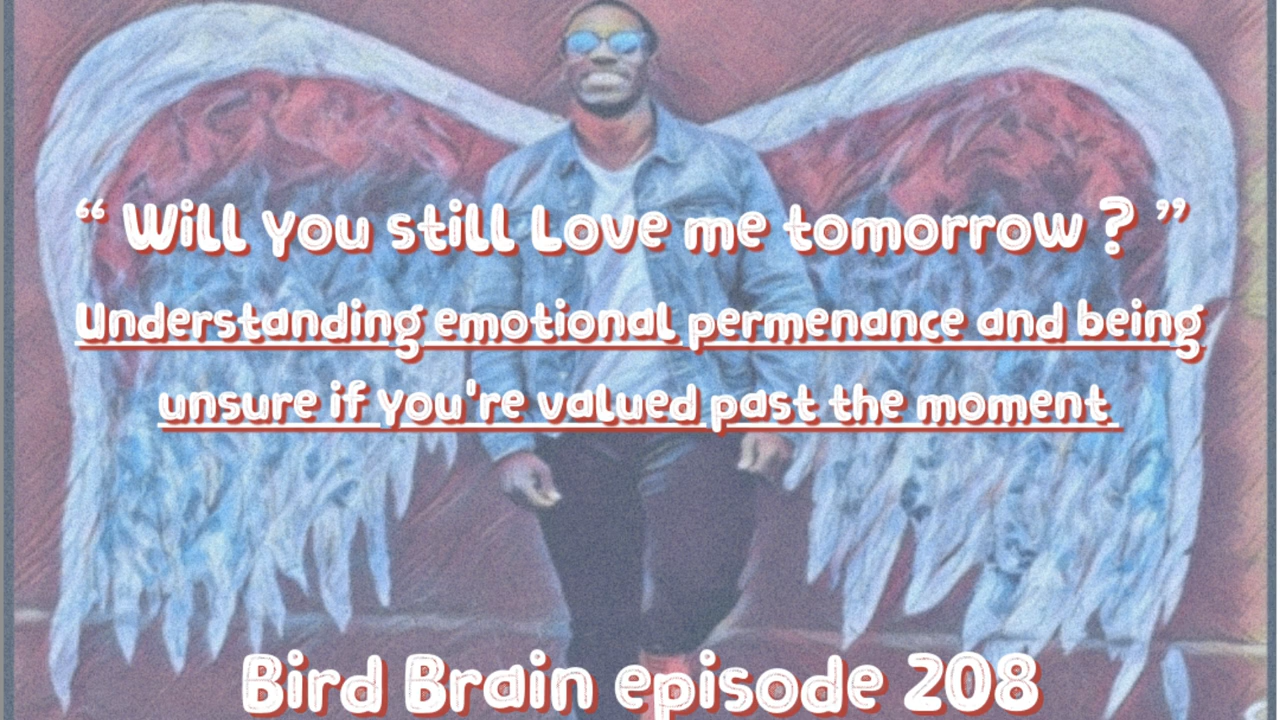 “ Will you still Love me tomorrow ? ”
Understanding emotional permenance and being
unsure if you're valued past the moment
Bird Brain episode 208